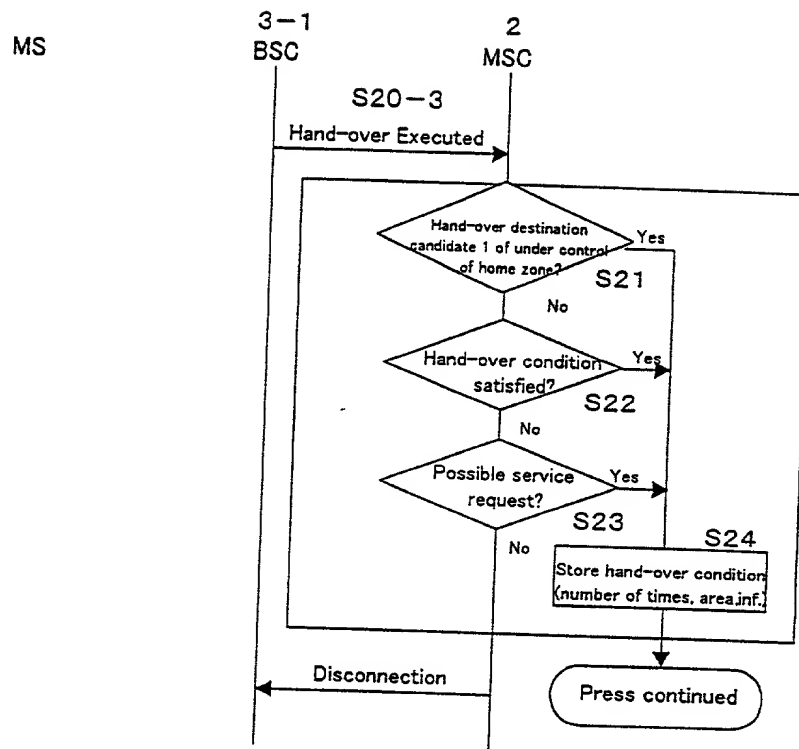 3-1
2
MS
BSC
MSC
S20-3
Hand-over Executed
Hand-over destination
candidate 1 of under control
of home zone?
Yes
S21
No
Hand-over condition
satisfied?
Yes
S22
No
Possible service
request?
Yes
S23
No
S24
Store hand-over condition
(number of times, area,inf.)
Disconnection
Press continued